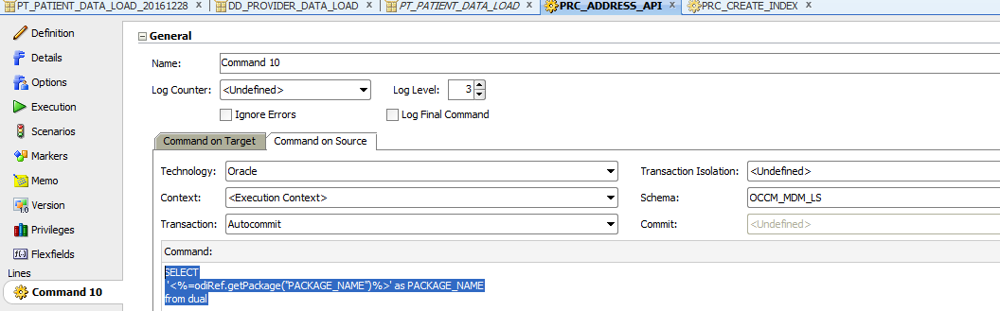 PT_PATIENT_DATA_LOAD_20161228 × DD_PROVIDER_DATA_LOAD × PT_PATIENT_DATA_LOAD × PRC_ADDRESS_API × PRC_CREATE_INDEX ×
Definition
Details
Options
Execution
Scenarios
Markers
Memo
Version
Privileges
Flexfields
Lines
Command 10
General
Name: Command 10
Log Counter: <Undefined> Log Level: 3
Ignore Errors Log Final Command
Command on Target Command on Source
Technology: Oracle Transaction Isolation: <Undefined>
Context: <Execution Context> Schema: OCCM_MDM_LS
Transaction: Autocommit Commit: <Undefined>
Command:
SELECT
'<%=odiRef.getPackage("PACKAGE_NAME")%>' as PACKAGE_NAME
from dual